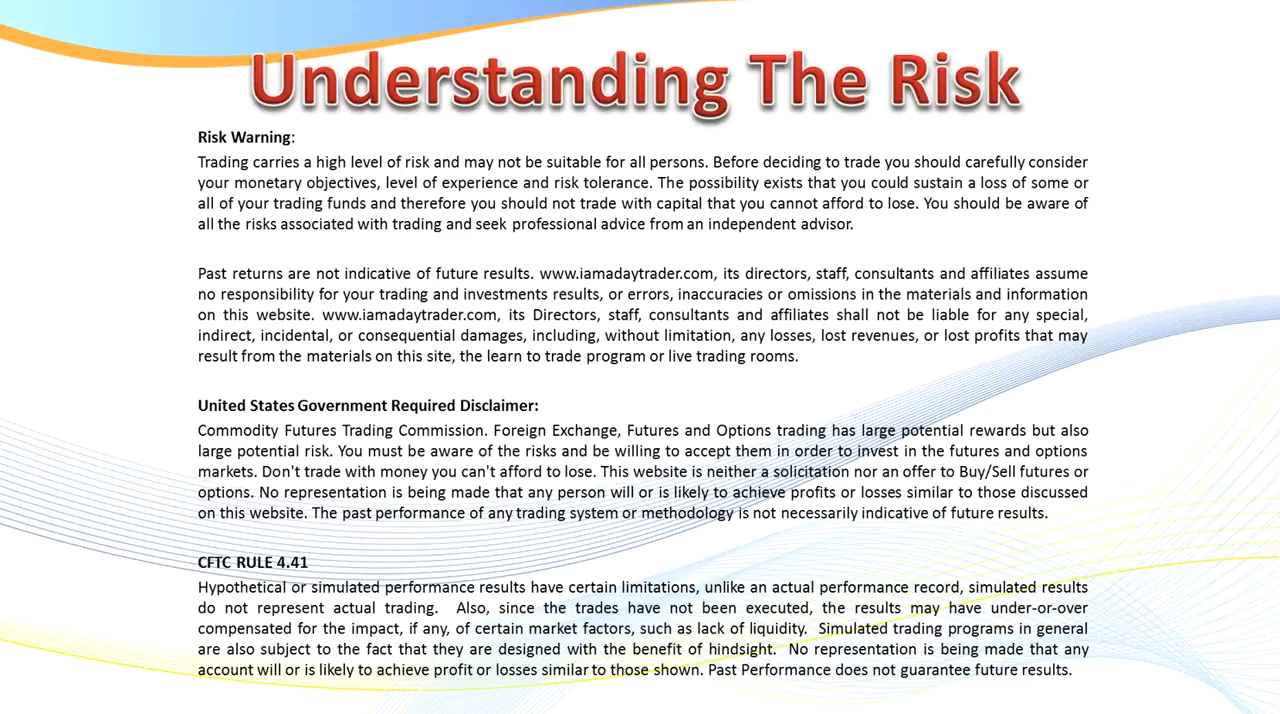 Understanding The Risk
Risk Warning:
Trading carries a high level of risk and may not be suitable for all persons. Before deciding to trade you should carefully consider
your monetary objectives, level of experience and risk tolerance. The possibility exists that you could sustain a loss of some or
all of your trading funds and therefore you should not trade with capital that you cannot afford to lose. You should be aware of
all the risks associated with trading and seek professional advice from an independent advisor.
Past returns are not indicative of future results. www.iamadaytrader.com, its directors, staff, consultants and affiliates assume
no responsibility for your trading and investments results, or errors, inaccuracies or omissions in the materials and information
on this website. www.iamadaytrader.com, its Directors, staff, consultants and affiliates shall not be liable for any special,
indirect, incidental, or consequential damages, including, without limitation, any losses, lost revenues, or lost profits that may
result from the materials on this site, the learn to trade program or live trading rooms.
United States Government Required Disclaimer:
Commodity Futures Trading Commission. Foreign Exchange, Futures and Options trading has large potential rewards but also
large potential risk. You must be aware of the risks and be willing to accept them in order to invest in the futures and options
markets. Don't trade with money you can't afford to lose. This website is neither a solicitation nor an offer to Buy/Sell futures or
options. No representation is being made that any person will or is likely to achieve profits or losses similar to those discussed
on this website. The past performance of any trading system or methodology is not necessarily indicative of future results.
CFTC RULE 4.41
Hypothetical or simulated performance results have certain limitations, unlike an actual performance record, simulated results
do not represent actual trading.  Also, since the trades have not been executed, the results may have under-or-over
compensated for the impact, if any, of certain market factors, such as lack of liquidity.  Simulated trading programs in general
are also subject to the fact that they are designed with the benefit of hindsight.  No representation is being made that any
account will or is likely to achieve profit or losses similar to those shown. Past Performance does not guarantee future results.